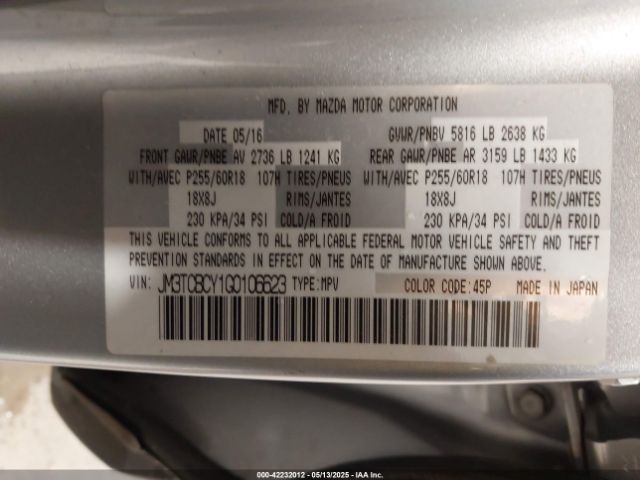 MFD. BY MAZDA MOTOR CORPORATION
DATE 05/16 GVWR/PNBV 5816 LB 2638 KG
FRONT GAWR/PNBE AV 2736 LB 1241 KG REAR GAWR/PNBE AR 3159 LB 1433 KG
WITH/AVEC P255/60R18 107H TIRES/PNEUS WITH/AVEC P255/60R18 107H TIRES/PNEUS
18X8J RIMS/JANTES 18X8J RIMS/JANTES
230 KPA/34 PSI COLD/A FROID 230 KPA/34 PSI COLD/A FROID
THIS VEHICLE CONFORMS TO ALL APPLICABLE FEDERAL MOTOR VEHICLE SAFETY AND THEFT
PREVENTION STANDARDS IN EFFECT ON THE DATE OF MANUFACTURE SHOWN ABOVE.
VIN: JM3TC8CY1G0106623 TYPE:MPV COLOR CODE:45P MADE IN JAPAN
000-42232012 - 05/13/2025 - IAA Inc.